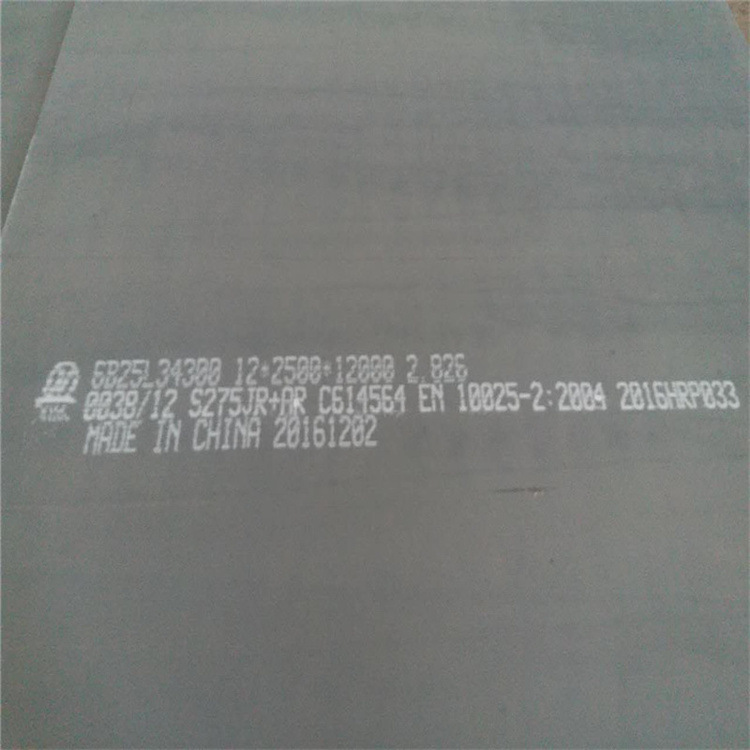 6B25L34300 12*2500*12000 2.826
0038/12 S275JR+AR C614564 EN 10025-2:2004 2016HRP033
MADE IN CHINA 20161202